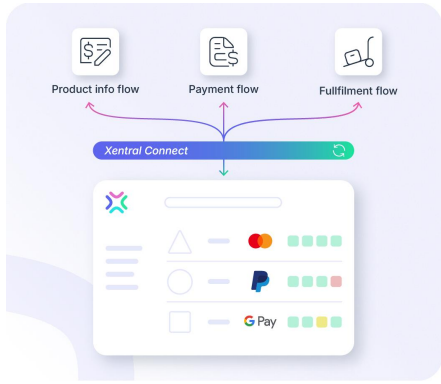 Product info flow
Payment flow
Fullfilment flow
Xentral Connect
G Pay